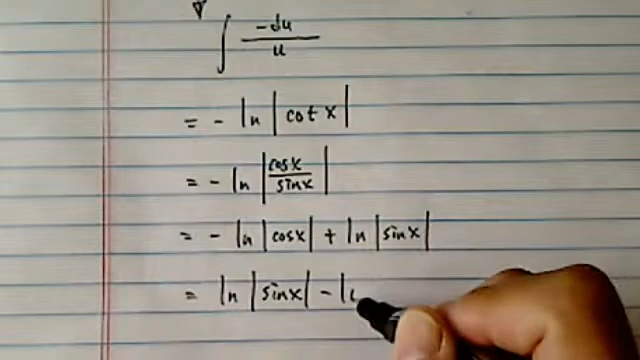 ∫ -du/u
= - ln |cot x|
= - ln |cosx/sinx|
= - ln |cosx| + ln |sinx|
= ln |sinx| - l